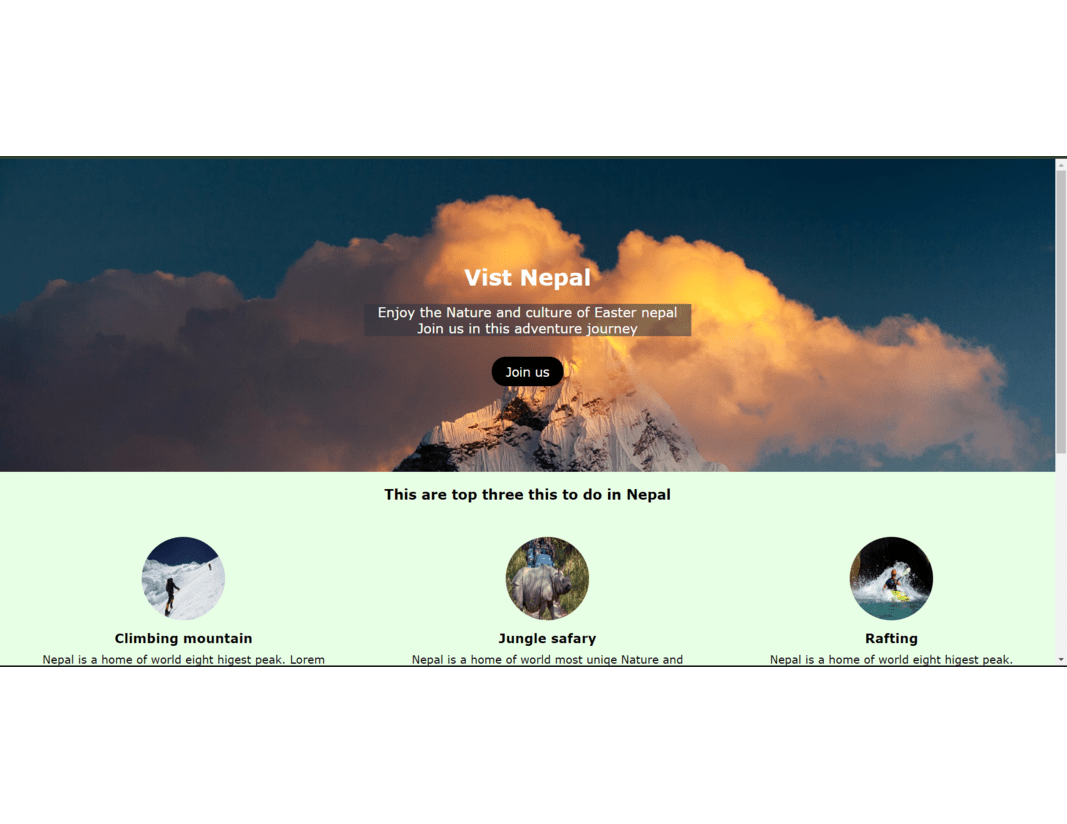 Vist Nepal
Enjoy the Nature and culture of Easter nepal
Join us in this adventure journey
Join us
This are top three this to do in Nepal
Climbing mountain
Jungle safary
Rafting
Nepal is a home of world eight higest peak. Lorem
Nepal is a home of world most unige Nature and
Nepal is a home of world eight higest peak.